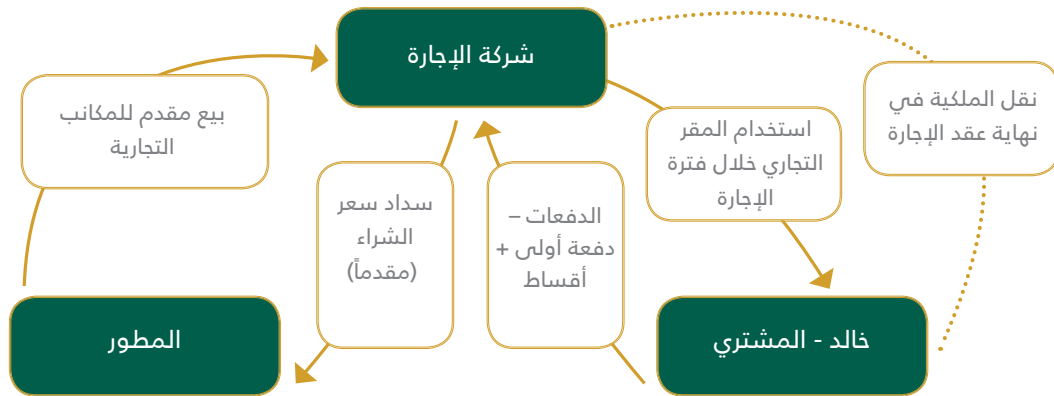 شركة الإجارة
بيع مقدم للمكاتب
التجارية
نقل الملكية في
نهاية عقد الإجارة
استخدام المقر
التجاري خلال فترة
الإجارة
سداد سعر
الشراء
(مقدماً)
الدفعات –
دفعة أولى +
أقساط
المطور
خالد - المشتري